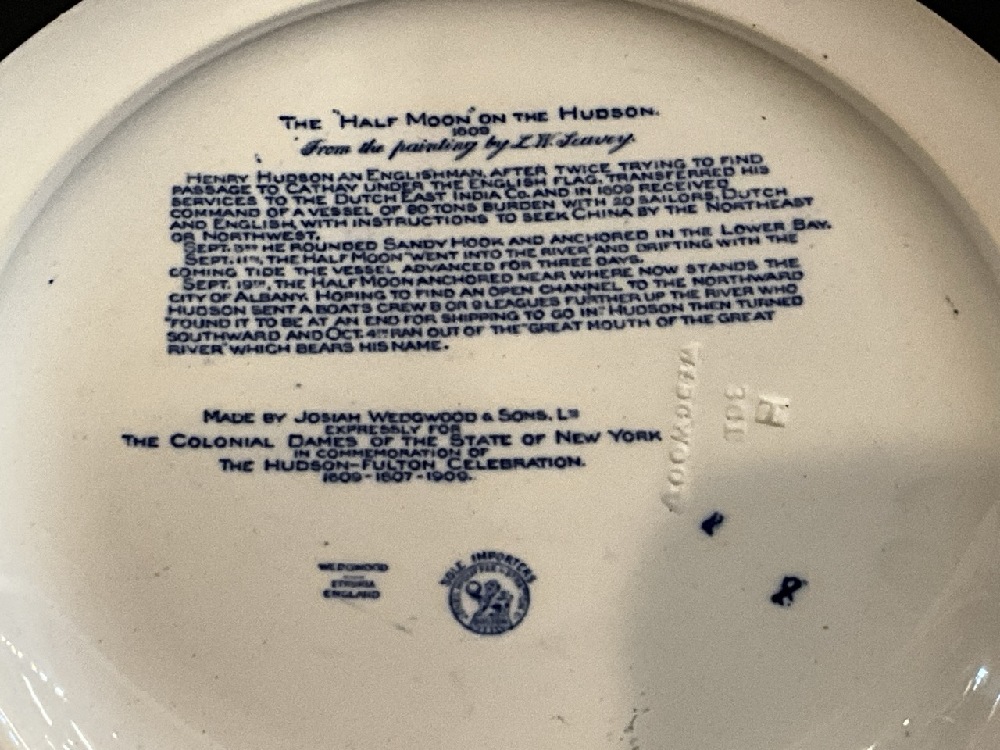 THE "HALF MOON" ON THE HUDSON.
1609
From the painting by L.W. Seavey.
HENRY HUDSON AN ENGLISHMAN, AFTER TWICE TRYING TO FIND
PASSAGE TO CATHAY UNDER THE ENGLISH FLAG, TRANSFERRED HIS
SERVICES TO THE DUTCH EAST INDIA CO. AND IN 1609 RECEIVED
COMMAND OF A VESSEL OF 80 TONS BURDEN WITH 20 SAILORS, DUTCH
AND ENGLISH, WITH INSTRUCTIONS TO SEEK CHINA BY THE NORTHEAST
OR NORTHWEST.
SEPT. 3RD HE ROUNDED SANDY HOOK AND ANCHORED IN THE LOWER BAY.
SEPT. 11TH, THE HALF MOON "WENT INTO THE RIVER" AND DRIFTING WITH THE
COMING TIDE THE VESSEL ADVANCED FOR THREE DAYS.
SEPT. 19TH, THE HALF MOON ANCHORED NEAR WHERE NOW STANDS THE
CITY OF ALBANY. HOPING TO FIND AN OPEN CHANNEL TO THE NORTHWARD
HUDSON SENT A BOATS CREW 8 OR 9 LEAGUES FURTHER UP THE RIVER WHO
"FOUND IT TO BE AT AN END FOR SHIPPING TO GO IN." HUDSON THEN TURNED
SOUTHWARD AND OCT. 4TH RAN OUT OF THE "GREAT MOUTH OF THE GREAT
RIVER" WHICH BEARS HIS NAME.
MADE BY JOSIAH WEDGWOOD & SONS, LTD
EXPRESSLY FOR
THE COLONIAL DAMES OF THE STATE OF NEW YORK
IN COMMEMORATION OF
THE HUDSON-FULTON CELEBRATION.
1609-1807-1909.
WEDGWOOD
3DI
H
WEDGWOOD
ETRURIA
ENGLAND
SOLE IMPORTERS